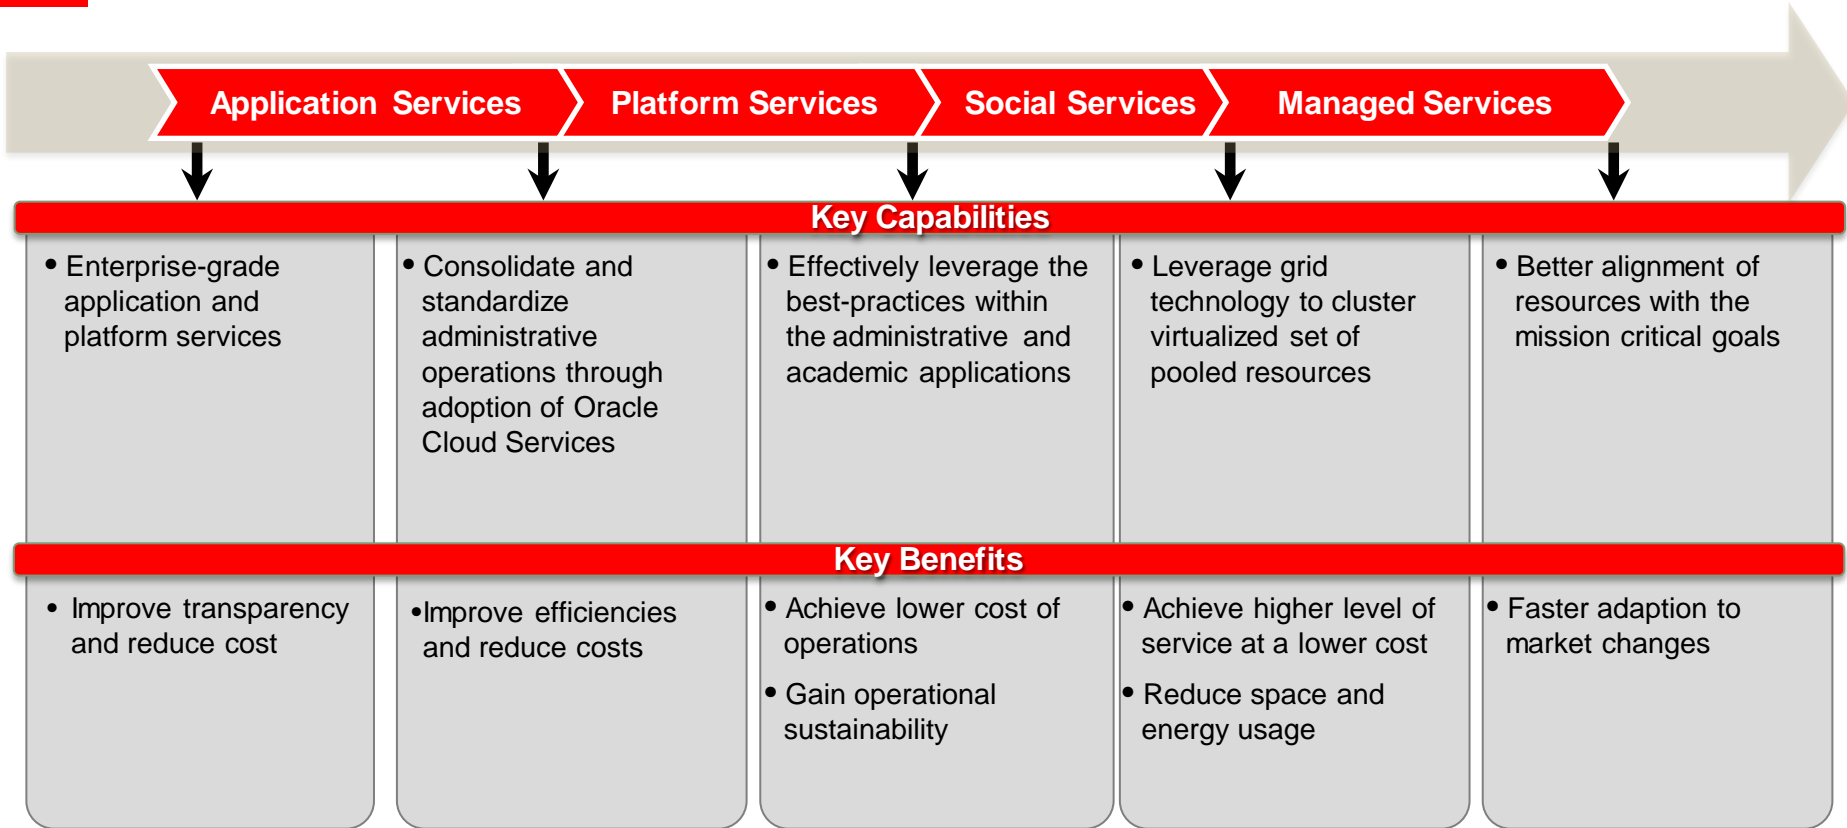 Application Services
Platform Services
Social Services
Managed Services
Key Capabilities
• Enterprise-grade
application and
platform services
• Consolidate and
standardize
administrative
operations through
adoption of Oracle
Cloud Services
• Effectively leverage the
best-practices within
the administrative and
academic applications
• Leverage grid
technology to cluster
virtualized set of
pooled resources
• Better alignment of
resources with the
mission critical goals
Key Benefits
• Improve transparency
and reduce cost
•Improve efficiencies
and reduce costs
• Achieve lower cost of
operations
• Gain operational
sustainability
• Achieve higher level of
service at a lower cost
• Reduce space and
energy usage
• Faster adaption to
market changes